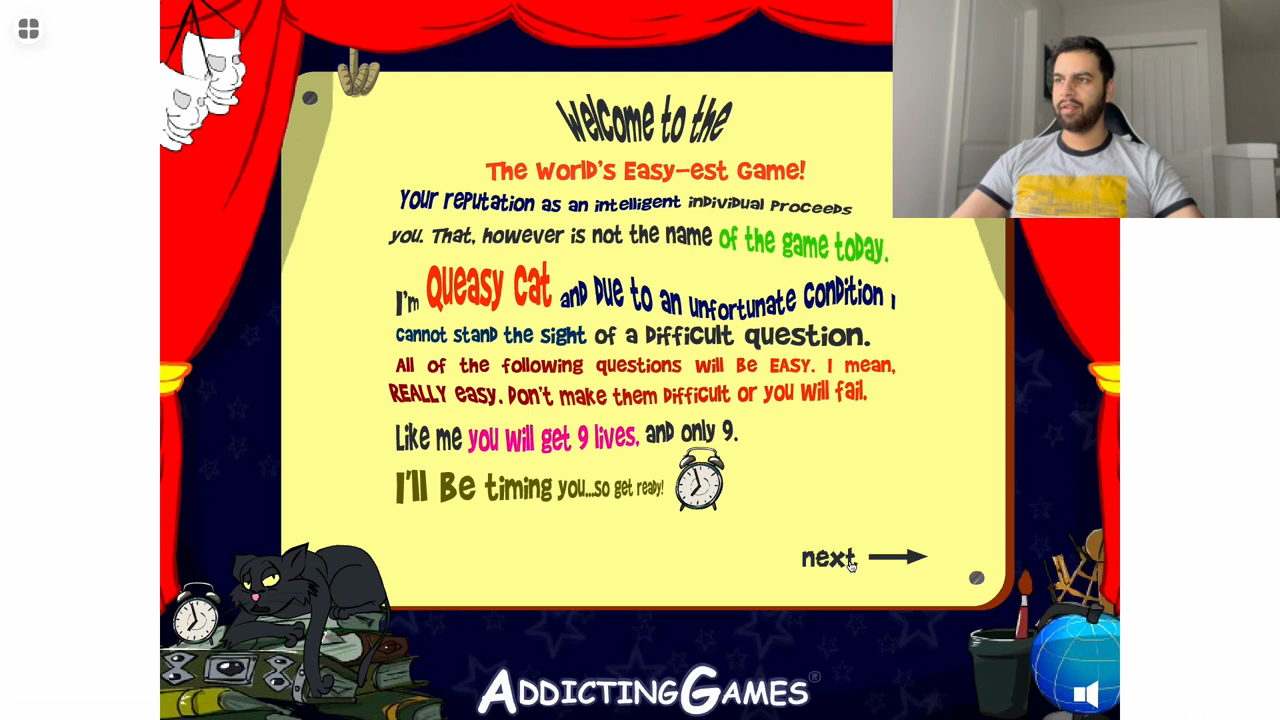 Welcome to the
The World's Easy-est Game!
Your reputation as an intelligent individual proceeds
you. That, however is not the name of the game today.
I'm Queasy Cat and due to an unfortunate condition I
cannot stand the sight of a difficult question.
All of the following questions will be EASY. I mean,
REALLY easy. Don't make them difficult or you will fail.
Like me you will get 9 lives, and only 9.
I'll be timing you...so get ready!
next
ADDICTINGGAMES®